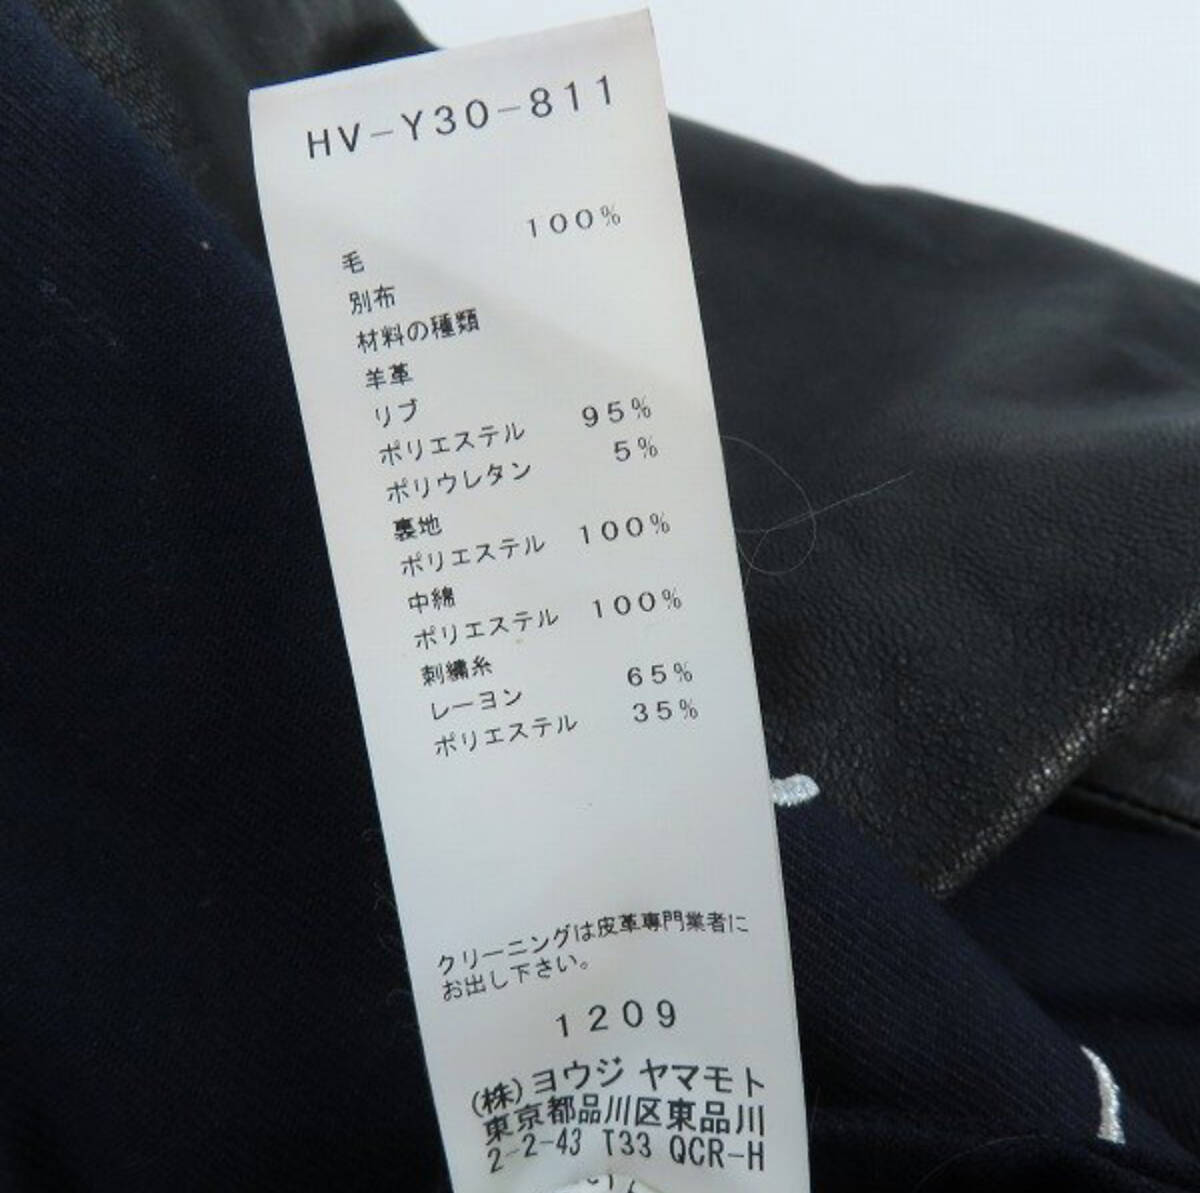 HV-Y30-811
毛 100%
別布
材料の種類
羊革
リブ
ポリエステル 95%
ポリウレタン 5%
裏地
ポリエステル 100%
中綿
ポリエステル 100%
刺繍糸
レーヨン 65%
ポリエステル 35%
クリーニングは皮革専門業者に
お出し下さい。
1209
(株)ヨウジ ヤマモト
東京都品川区東品川
2-2-43 T33 QCR-H